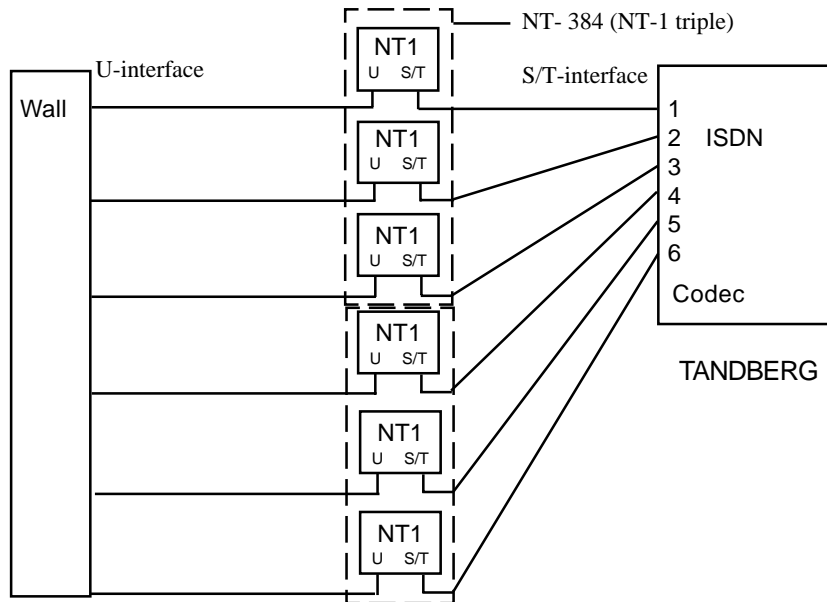 NT- 384 (NT-1 triple)
NT1
U S/T
U-interface
S/T-interface
Wall
1
2 ISDN
3
4
5
6
Codec
NT1
U S/T
NT1
U S/T
NT1
U S/T
TANDBERG
NT1
U S/T
NT1
U S/T